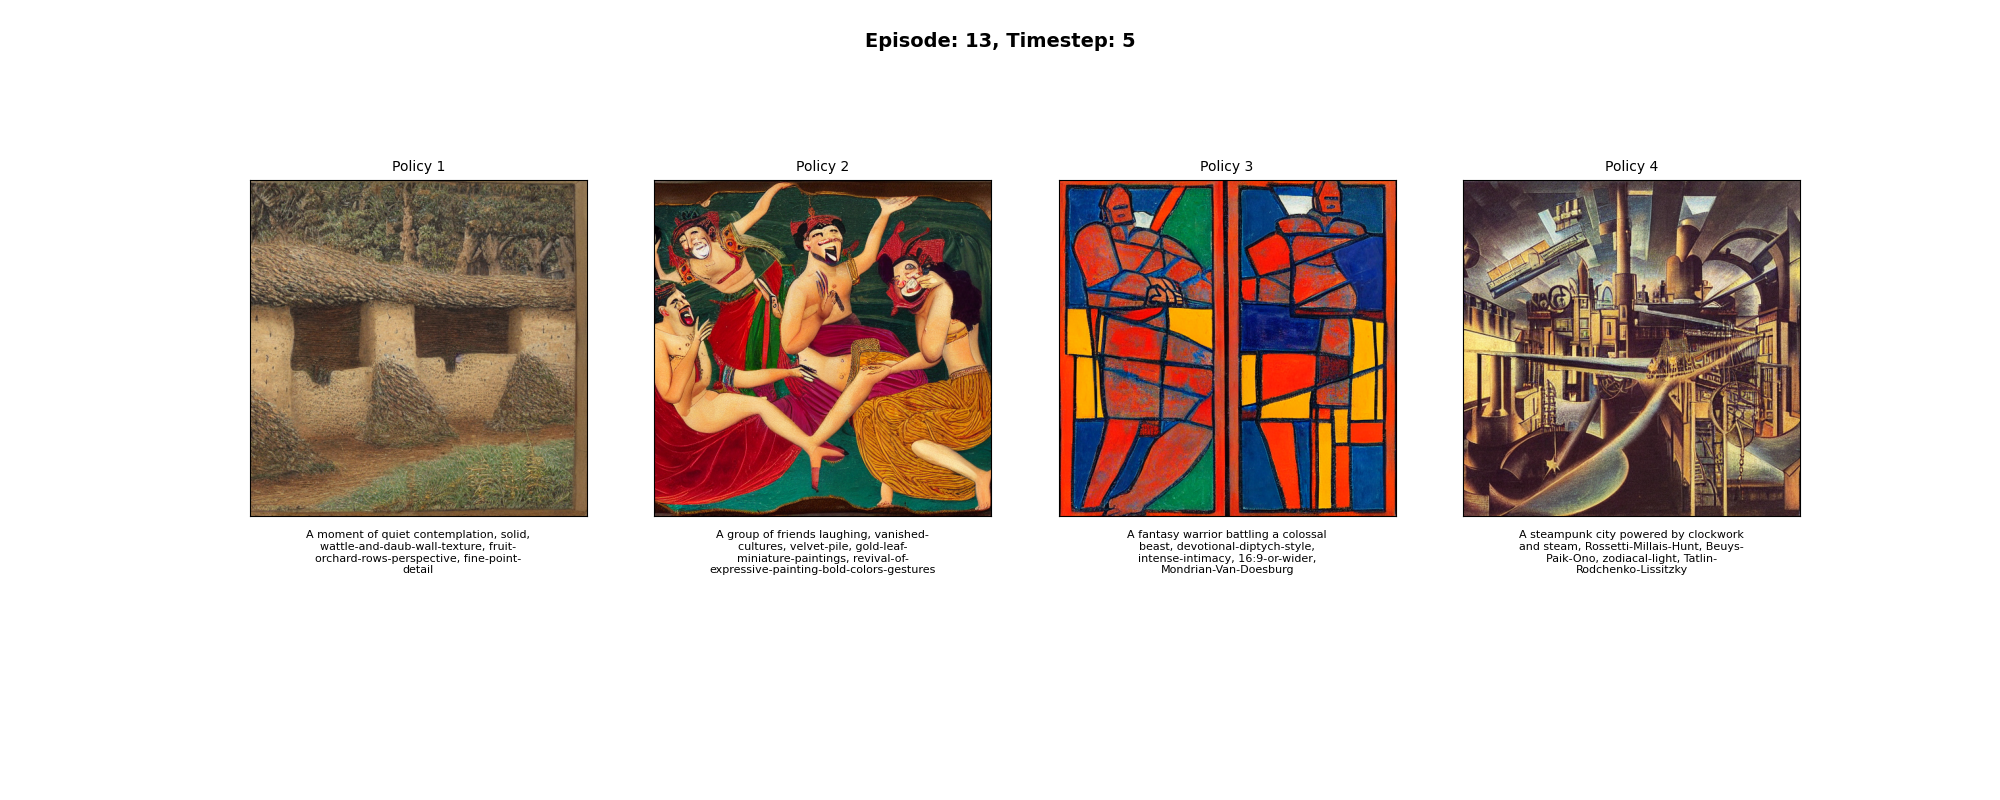 Episode: 13, Timestep: 5
Policy 1
Policy 2
Policy 3
Policy 4
A moment of quiet contemplation, solid,
wattle-and-daub-wall-texture, fruit-
orchard-rows-perspective, fine-point-
detail
A group of friends laughing, vanished-
cultures, velvet-pile, gold-leaf-
miniature-paintings, revival-of-
expressive-painting-bold-colors-gestures
A fantasy warrior battling a colossal
beast, devotional-diptych-style,
intense-intimacy, 16:9-or-wider,
Mondrian-Van-Doesburg
A steampunk city powered by clockwork
and steam, Rossetti-Millais-Hunt, Beuys-
Paik-Ono, zodiacal-light, Tatlin-
Rodchenko-Lissitzky